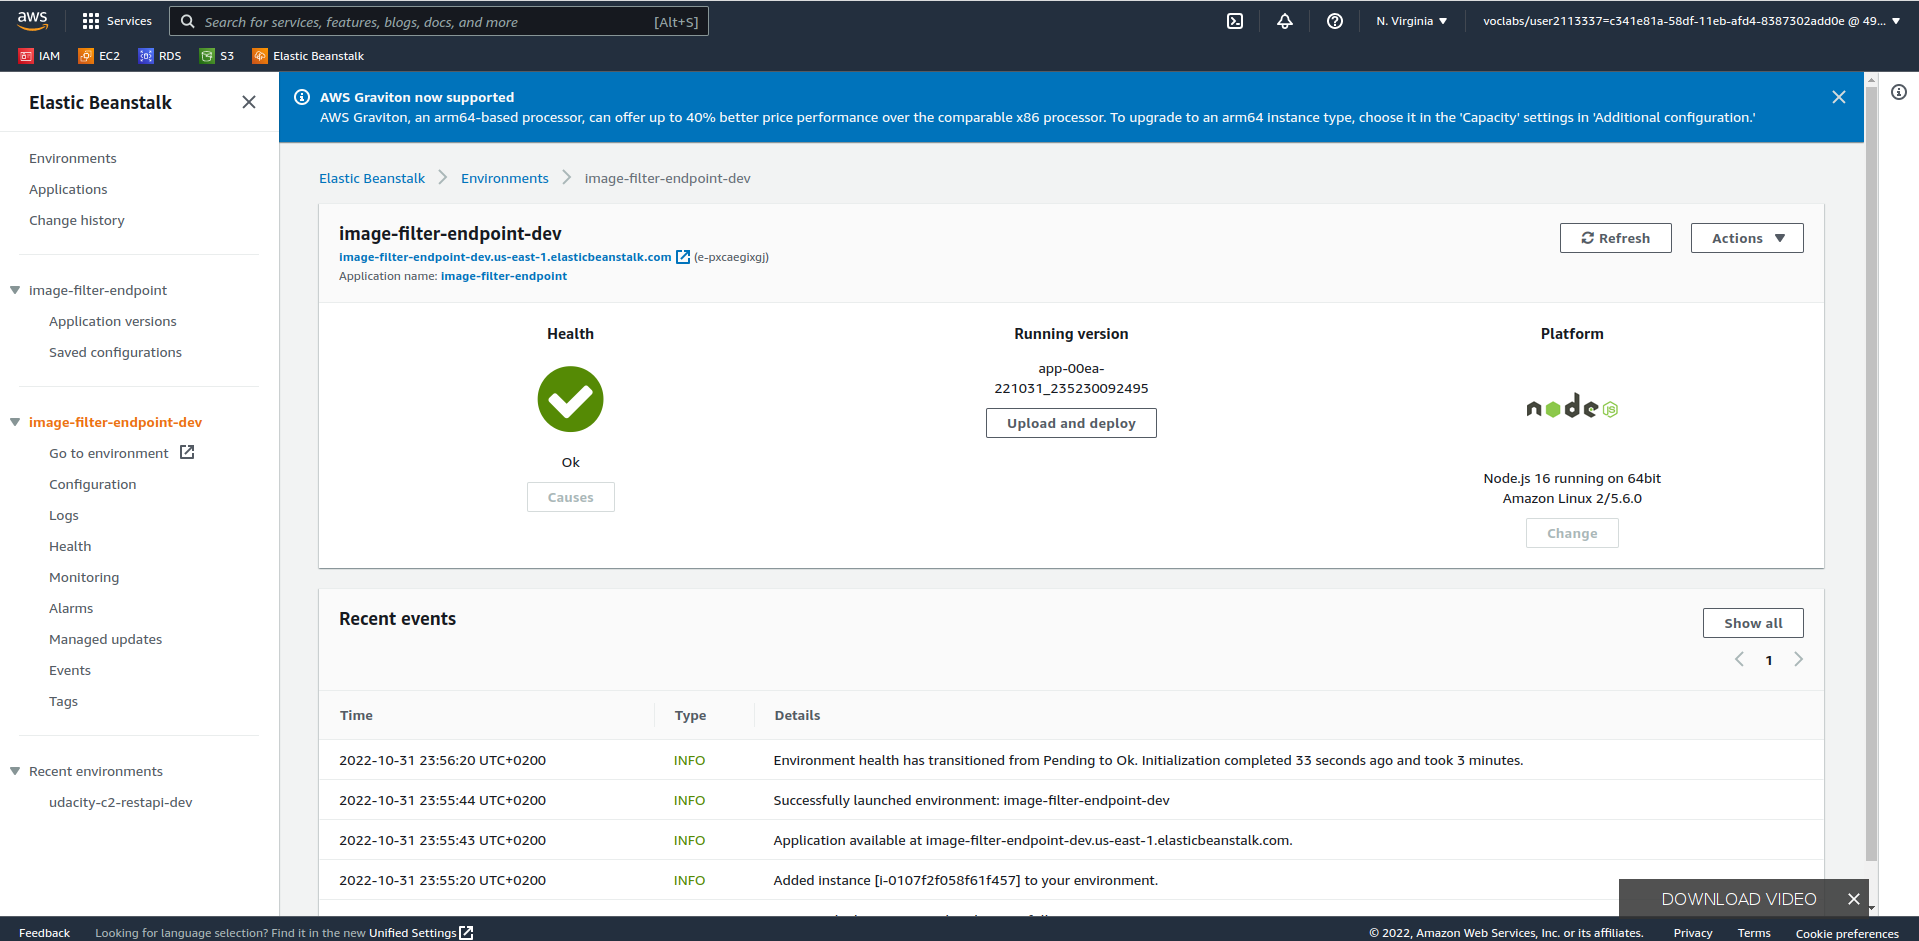 aws
Services
Search for services, features, blogs, docs, and more
[Alt+S]
N. Virginia
voclabs/user2113337=c341e81a-58df-11eb-afd4-8387302add0e @ 49...
IAM
EC2
RDS
S3
Elastic Beanstalk
Elastic Beanstalk
Environments
Applications
Change history
image-filter-endpoint
Application versions
Saved configurations
image-filter-endpoint-dev
Go to environment
Configuration
Logs
Health
Monitoring
Alarms
Managed updates
Events
Tags
Recent environments
udacity-c2-restapi-dev
AWS Graviton now supported
AWS Graviton, an arm64-based processor, can offer up to 40% better price performance over the comparable x86 processor. To upgrade to an arm64 instance type, choose it in the 'Capacity' settings in 'Additional configuration.'
Elastic Beanstalk
Environments
image-filter-endpoint-dev
image-filter-endpoint-dev
image-filter-endpoint-dev.us-east-1.elasticbeanstalk.com (e-pxcaegixgj)
Application name: image-filter-endpoint
Refresh
Actions
Health
Ok
Causes
Running version
app-00ea-
221031_235230092495
Upload and deploy
Platform
node
JS
Node.js 16 running on 64bit
Amazon Linux 2/5.6.0
Change
Recent events
Show all
1
Time Type Details
2022-10-31 23:56:20 UTC+0200 INFO Environment health has transitioned from Pending to Ok. Initialization completed 33 seconds ago and took 3 minutes.
2022-10-31 23:55:44 UTC+0200 INFO Successfully launched environment: image-filter-endpoint-dev
2022-10-31 23:55:43 UTC+0200 INFO Application available at image-filter-endpoint-dev.us-east-1.elasticbeanstalk.com.
2022-10-31 23:55:20 UTC+0200 INFO Added instance [i-0107f2f058f61f457] to your environment.
DOWNLOAD VIDEO
Feedback
Looking for language selection? Find it in the new Unified Settings
© 2022, Amazon Web Services, Inc. or its affiliates.
Privacy
Terms
Cookie preferences